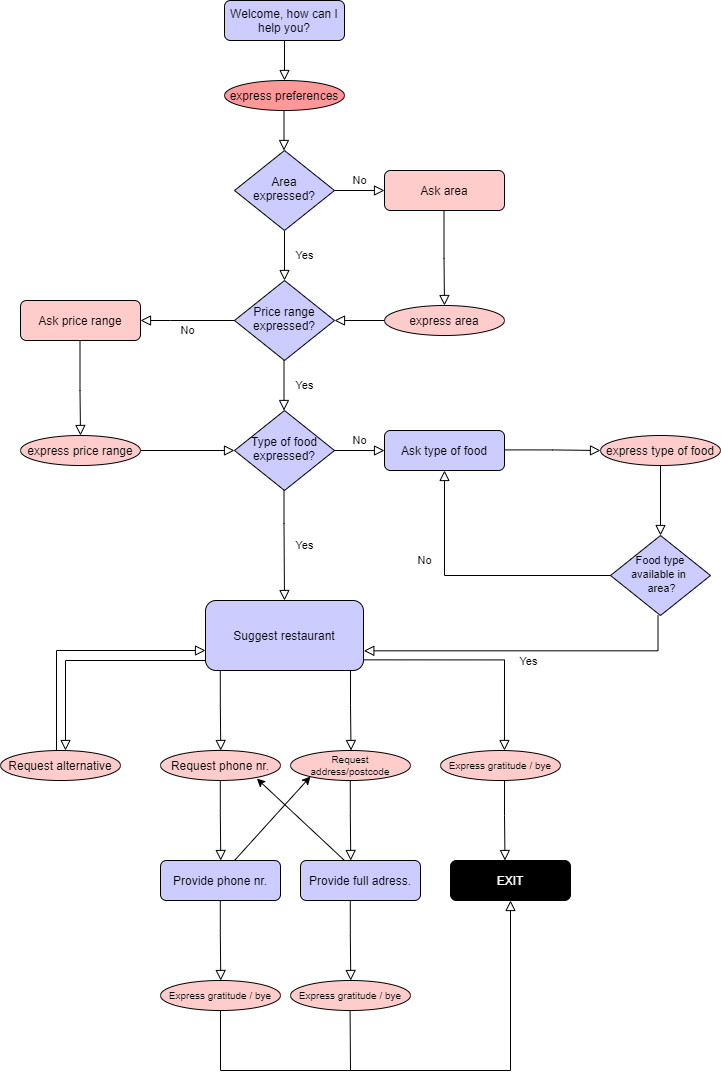 Welcome, how can I
help you?
express preferences
Area
expressed?
No
Ask area
Yes
Ask price range
No
Price range
expressed?
express area
Yes
express price range
Type of food
expressed?
No
Ask type of food
express type of food
Yes
No
Food type
available in
area?
Suggest restaurant
Yes
Request alternative
Request phone nr.
Request
address/postcode
Express gratitude / bye
Provide phone nr.
Provide full adress.
EXIT
Express gratitude / bye
Express gratitude / bye